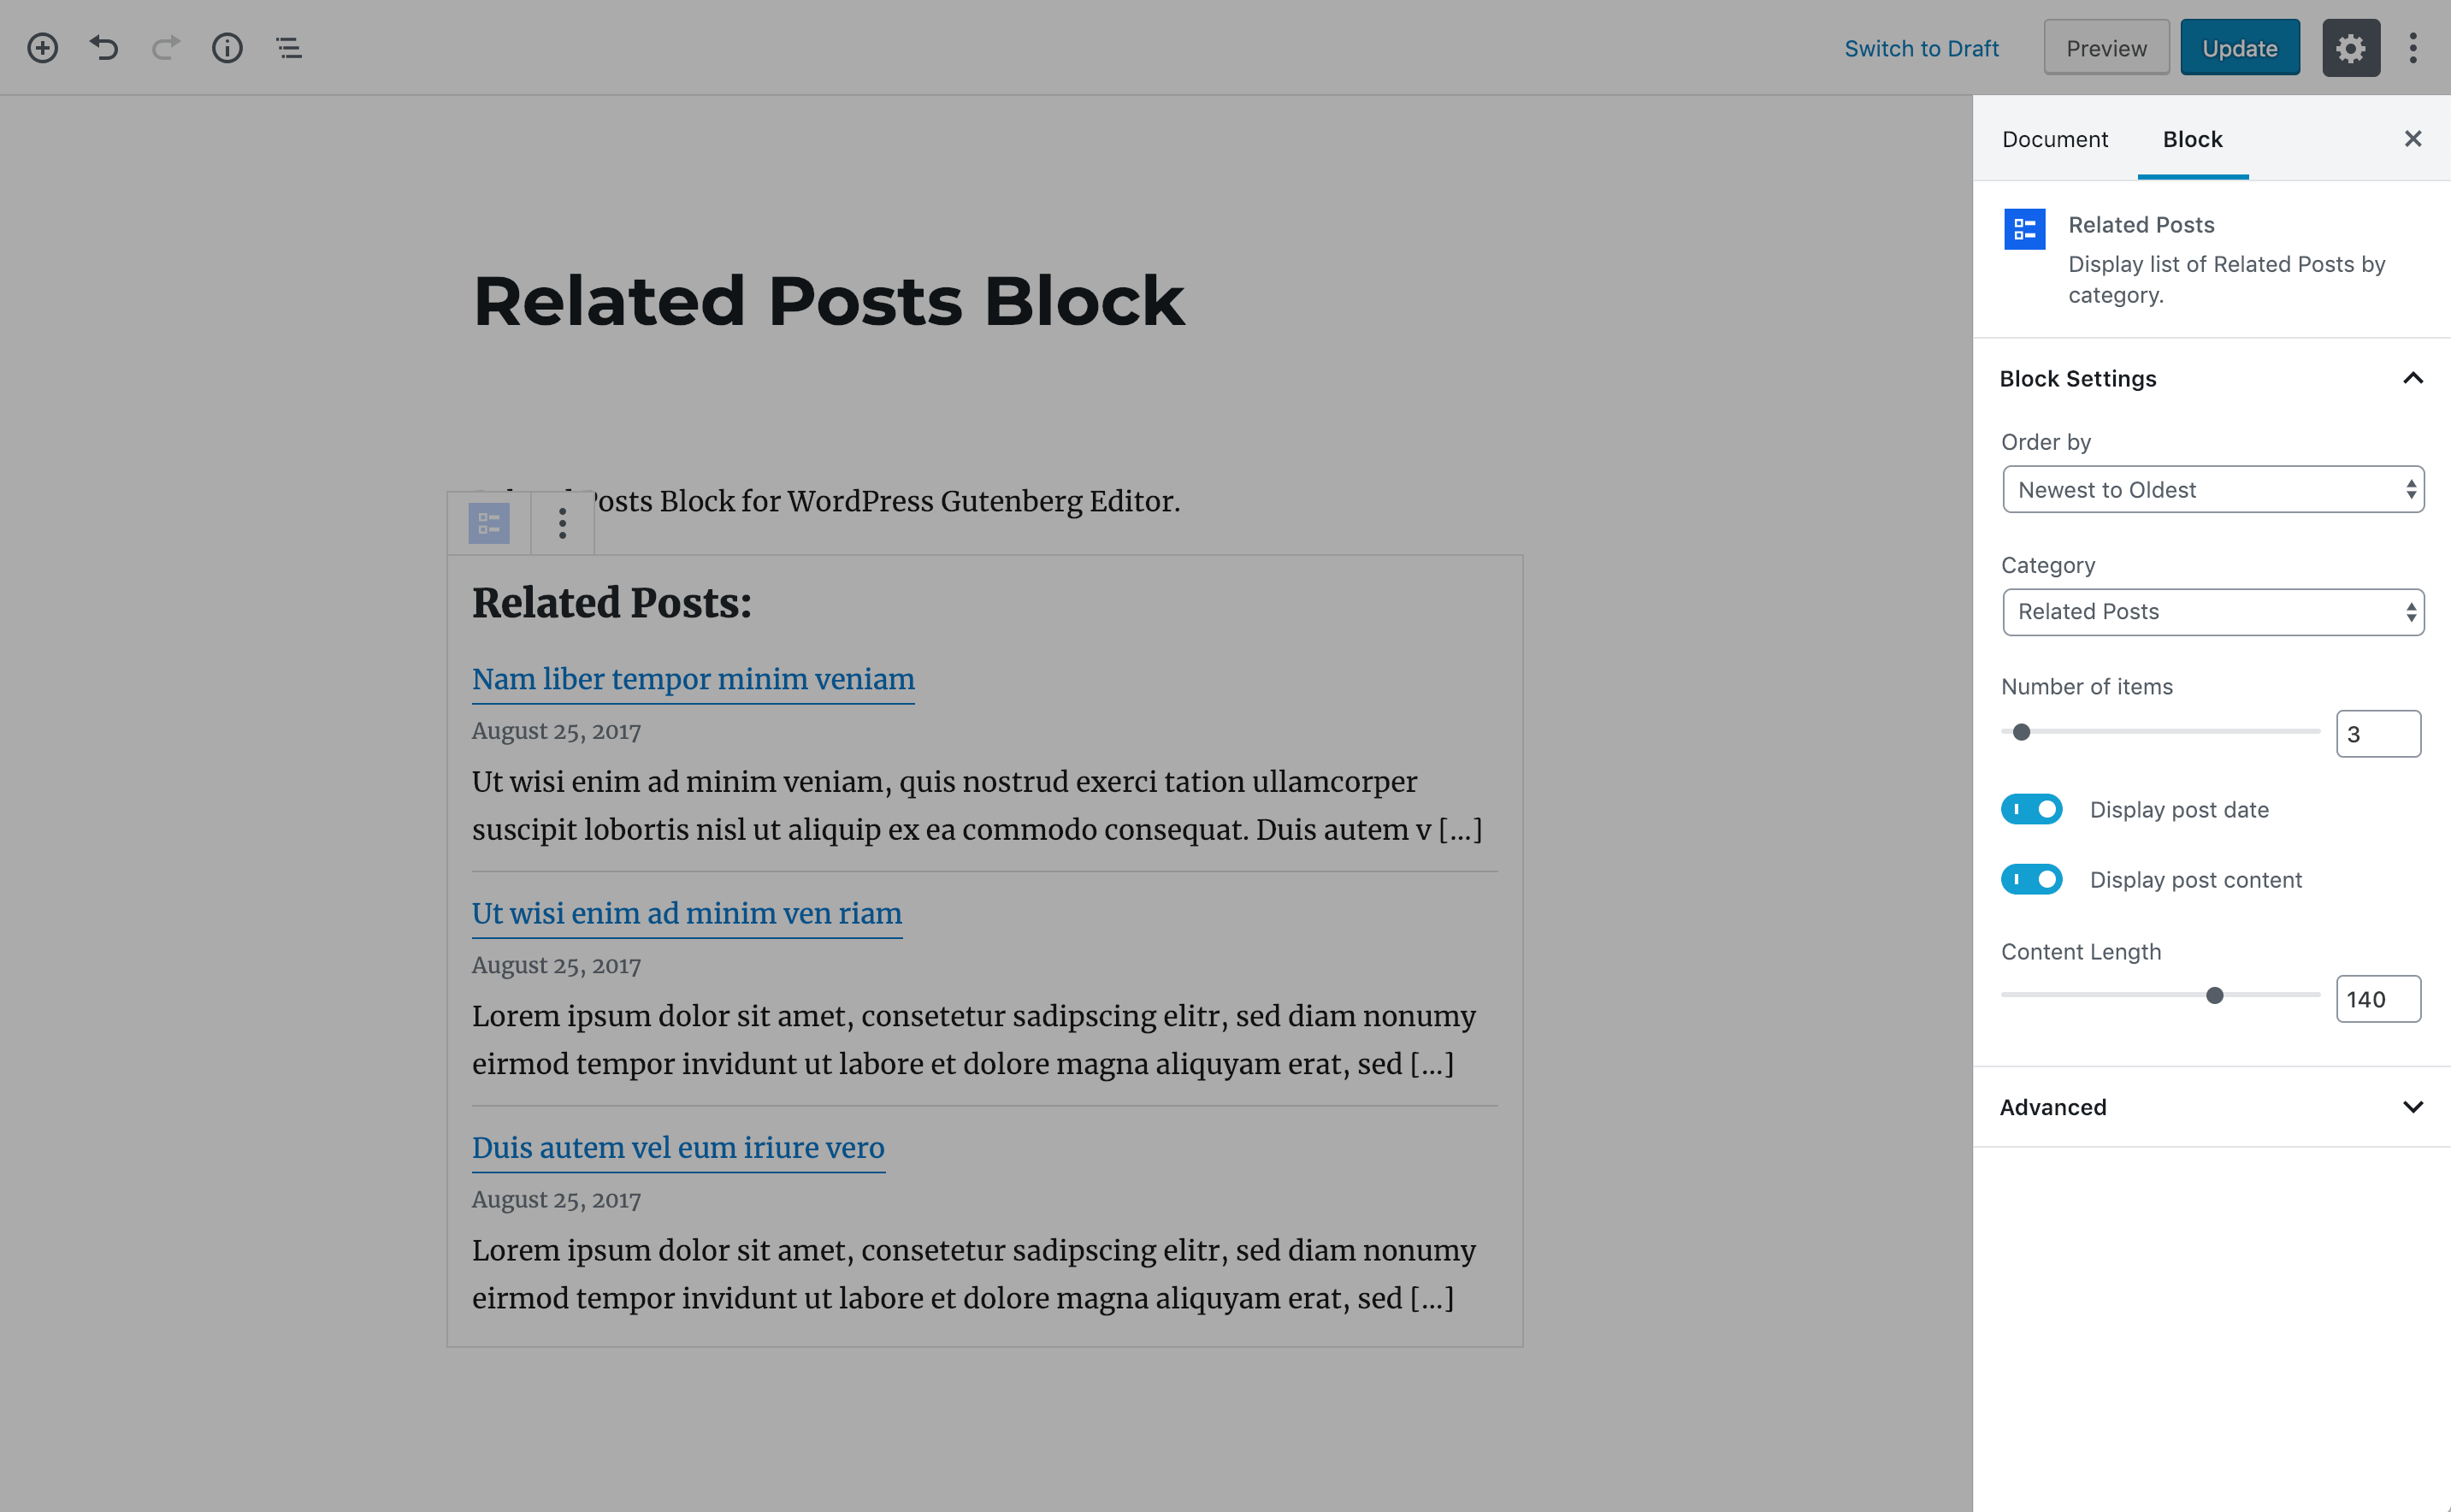 Switch to Draft Preview Update
Document Block
Related Posts
Display list of Related Posts by
category.
Block Settings
Order by
Newest to Oldest
Category
Related Posts
Number of items
3
Display post date
Display post content
Content Length
140
Advanced
Related Posts Block
Posts Block for WordPress Gutenberg Editor.
Related Posts:
Nam liber tempor minim veniam
August 25, 2017
Ut wisi enim ad minim veniam, quis nostrud exerci tation ullamcorper
suscipit lobortis nisl ut aliquip ex ea commodo consequat. Duis autem v [...]
Ut wisi enim ad minim ven riam
August 25, 2017
Lorem ipsum dolor sit amet, consetetur sadipscing elitr, sed diam nonumy
eirmod tempor invidunt ut labore et dolore magna aliquyam erat, sed [...]
Duis autem vel eum iriure vero
August 25, 2017
Lorem ipsum dolor sit amet, consetetur sadipscing elitr, sed diam nonumy
eirmod tempor invidunt ut labore et dolore magna aliquyam erat, sed [...]